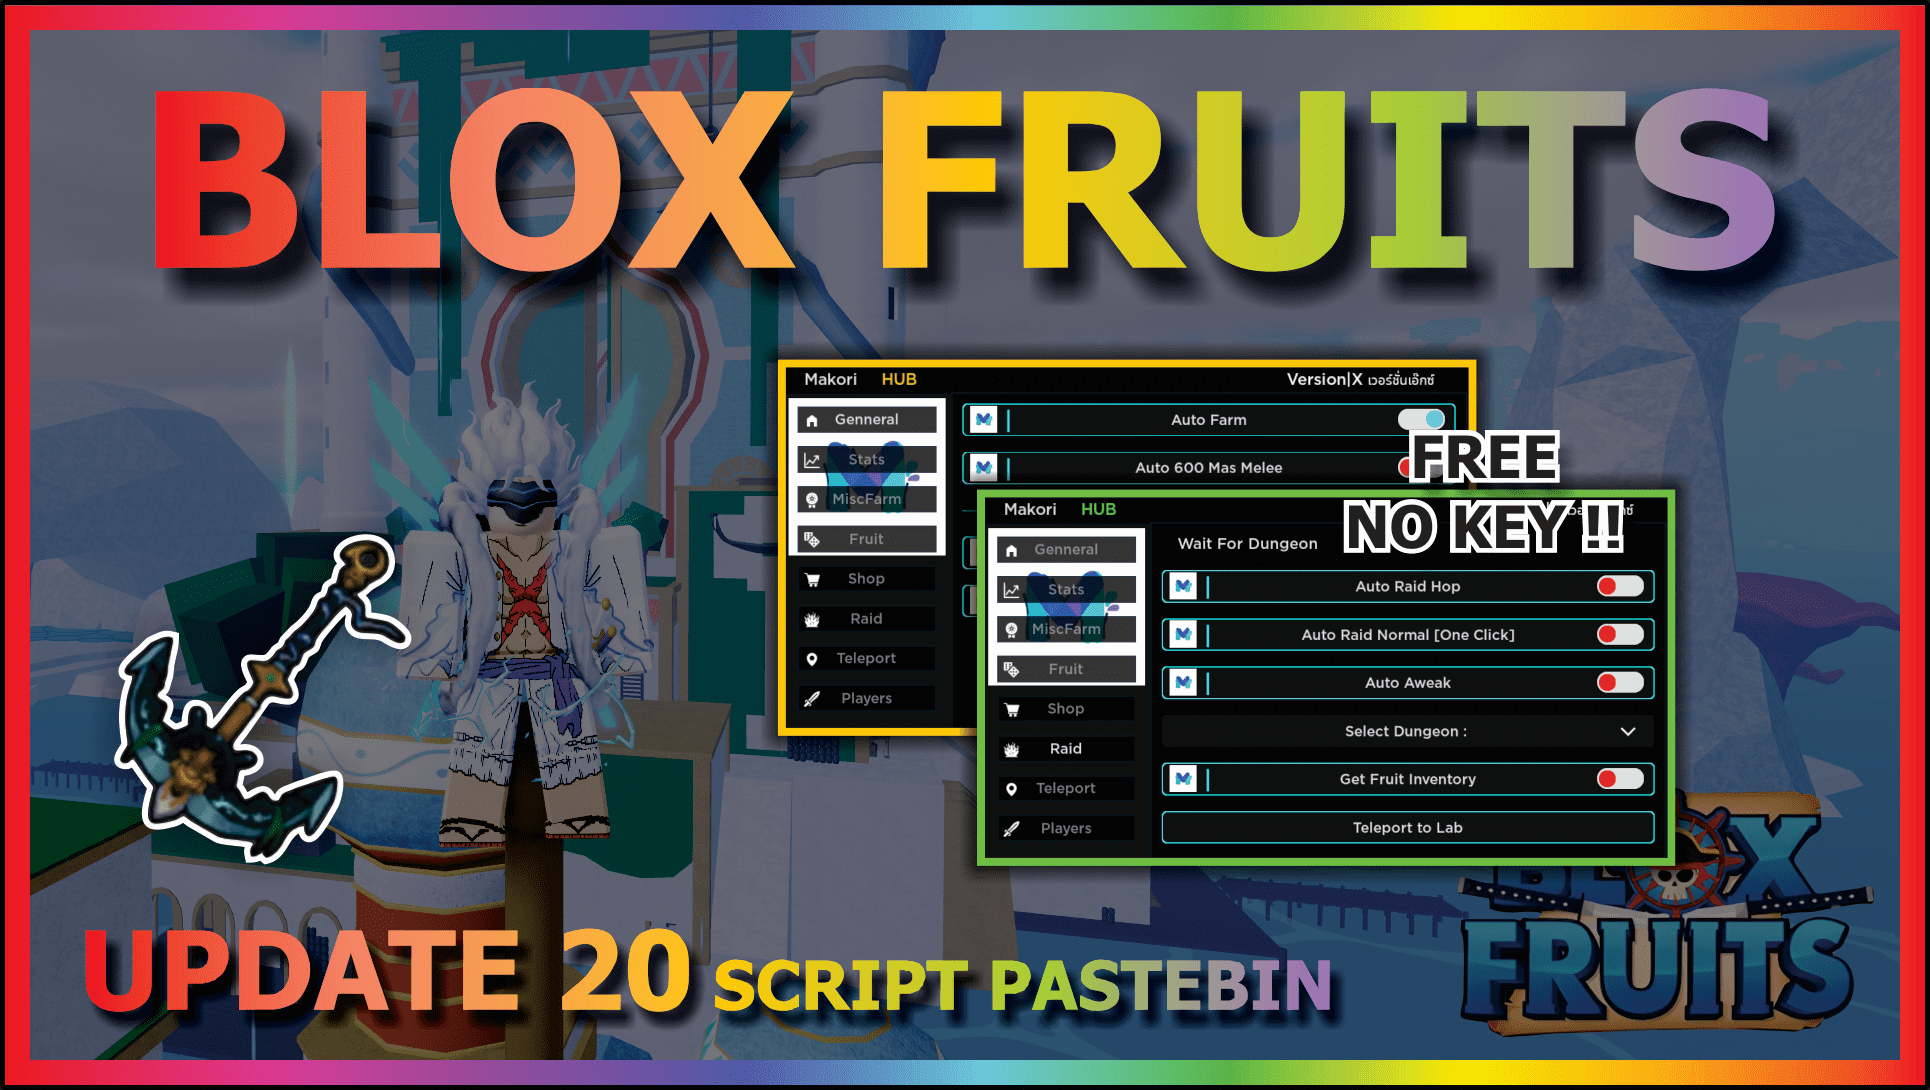 BLOX FRUITS
Makori HUB
Version|X เวอร์ชั่นเอ๊กซ์
Genneral
Stats
MiscFarm
Fruit
Shop
Raid
Teleport
Players
Auto Farm
Auto 600 Mas Melee
FREE
NO KEY !!
Makori HUB
Genneral
Stats
MiscFarm
Fruit
Shop
Raid
Teleport
Players
Wait For Dungeon
Auto Raid Hop
Auto Raid Normal [One Click]
Auto Aweak
Select Dungeon :
Get Fruit Inventory
Teleport to Lab
BLOX
FRUITS
UPDATE 20 SCRIPT PASTEBIN